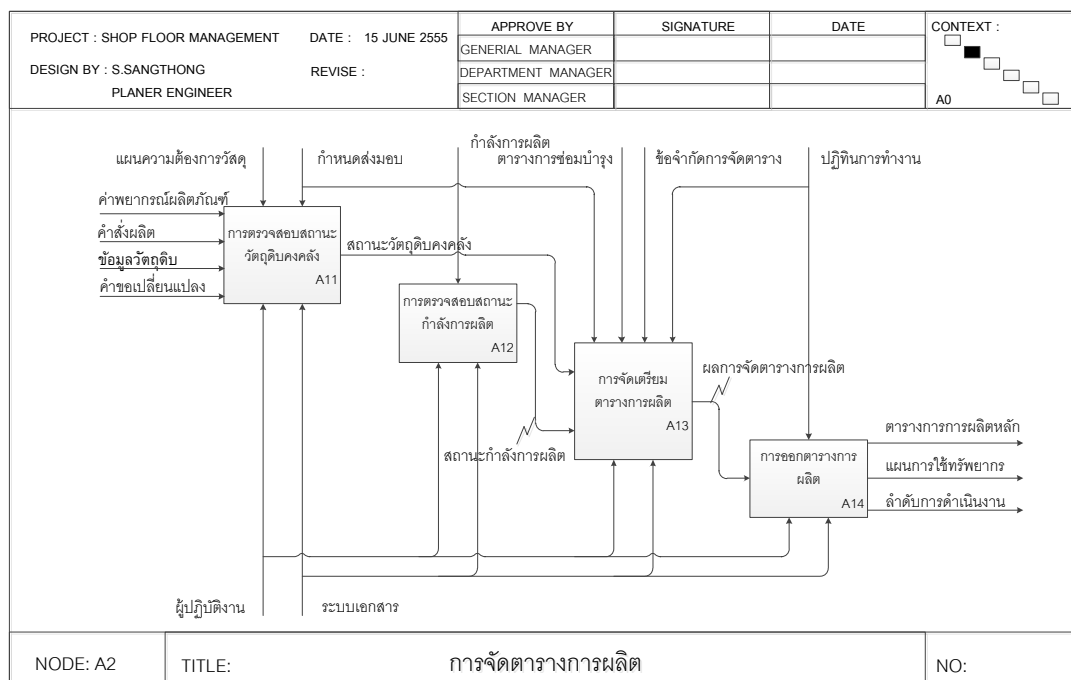 PROJECT : SHOP FLOOR MANAGEMENT
DATE : 15 JUNE 2555
DESIGN BY : S.SANGTHONG
REVISE :
PLANER ENGINEER
APPROVE BY
SIGNATURE
DATE
GENERIAL MANAGER
DEPARTMENT MANAGER
SECTION MANAGER
CONTEXT :
A0
แผนความต้องการวัสดุ
กำหนดส่งมอบ
กำลังการผลิต
ตารางการซ่อมบำรุง
ข้อจำกัดการจัดตาราง
ปฏิทินการทำงาน
ค่าพยากรณ์ผลิตภัณฑ์
คำสั่งผลิต
ข้อมูลวัตถุดิบ
คำขอเปลี่ยนแปลง
การตรวจสอบสถานะ
วัตถุดิบคงคลัง
A11
สถานะวัตถุดิบคงคลัง
การตรวจสอบสถานะ
กำลังการผลิต
A12
สถานะกำลังการผลิต
การจัดเตรียม
ตารางการผลิต
A13
ผลการจัดตารางการผลิต
การออกตารางการ
ผลิต
A14
ตารางการการผลิตหลัก
แผนการใช้ทรัพยากร
ลำดับการดำเนินงาน
ผู้ปฏิบัติงาน
ระบบเอกสาร
NODE: A2
TITLE:
การจัดตารางการผลิต
NO: